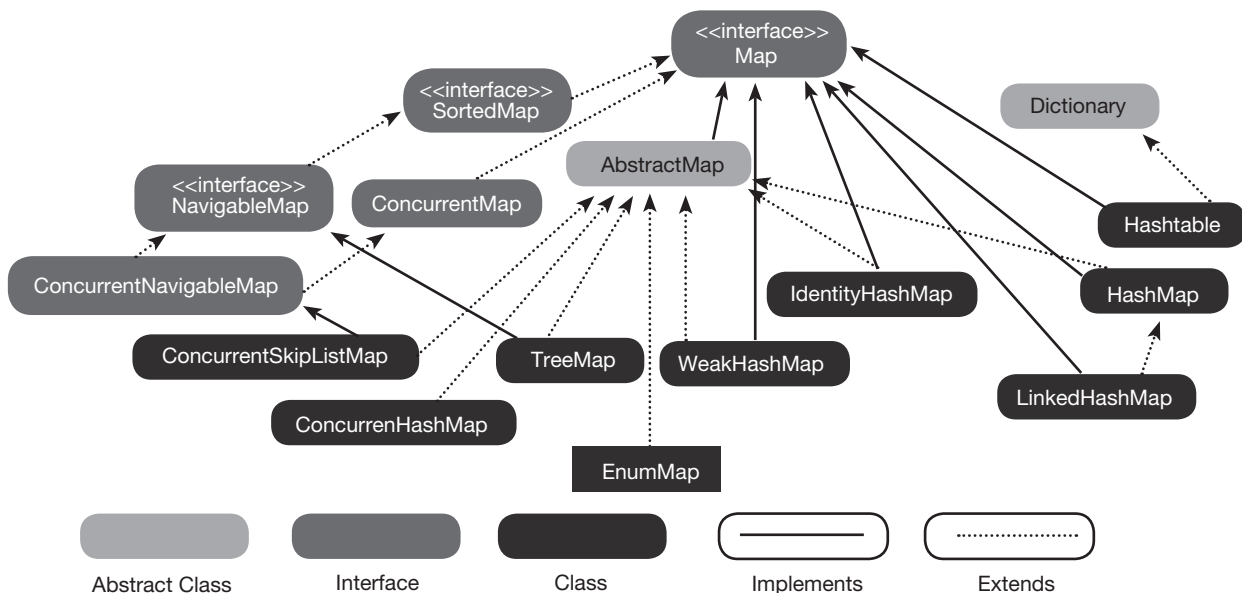 <<interface>>
Map
<<interface>>
SortedMap
Dictionary
AbstractMap
<<interface>>
NavigableMap
ConcurrentMap
Hashtable
ConcurrentNavigableMap
IdentityHashMap
HashMap
ConcurrentSkipListMap
TreeMap
WeakHashMap
LinkedHashMap
ConcurrenHashMap
EnumMap
Abstract Class
Interface
Class
Implements
Extends